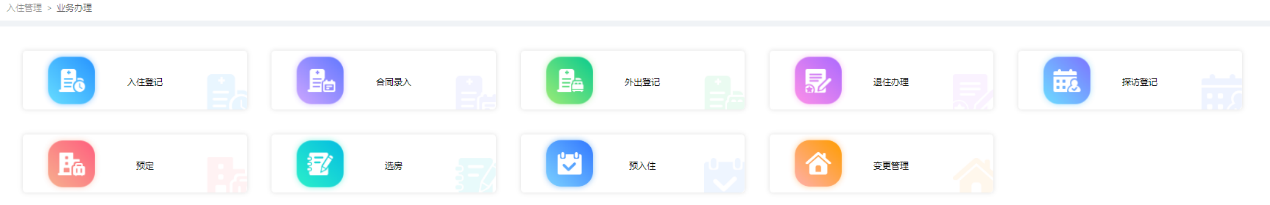 入住管理 > 业务办理
入住登记
合同录入
外出登记
退住办理
探访登记
预定
选房
预入住
变更管理